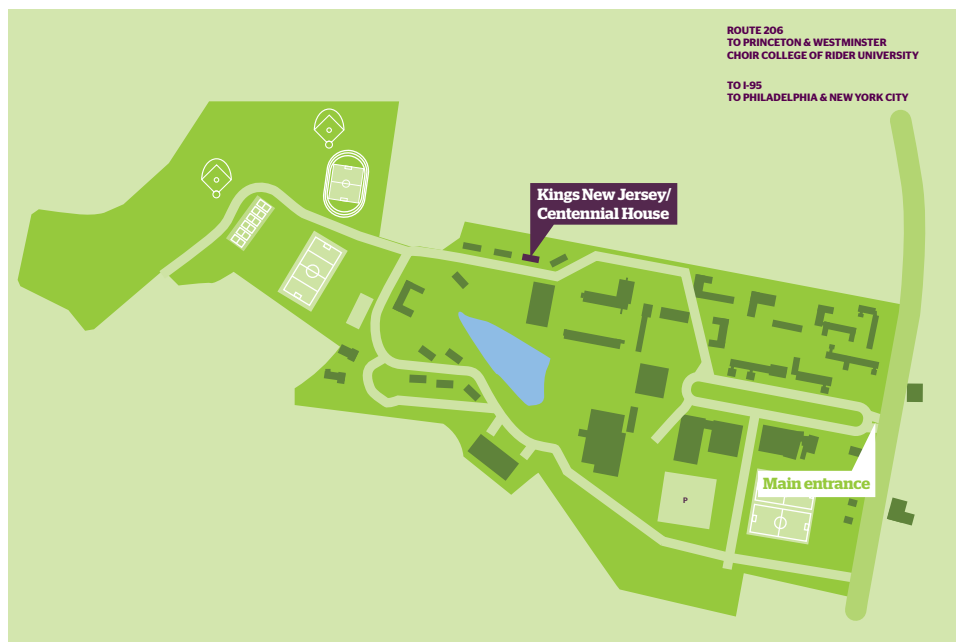 ROUTE 206
TO PRINCETON & WESTMINSTER
CHOIR COLLEGE OF RIDER UNIVERSITY
TO I-95
TO PHILADELPHIA & NEW YORK CITY
Kings New Jersey/
Centennial House
Main entrance
P